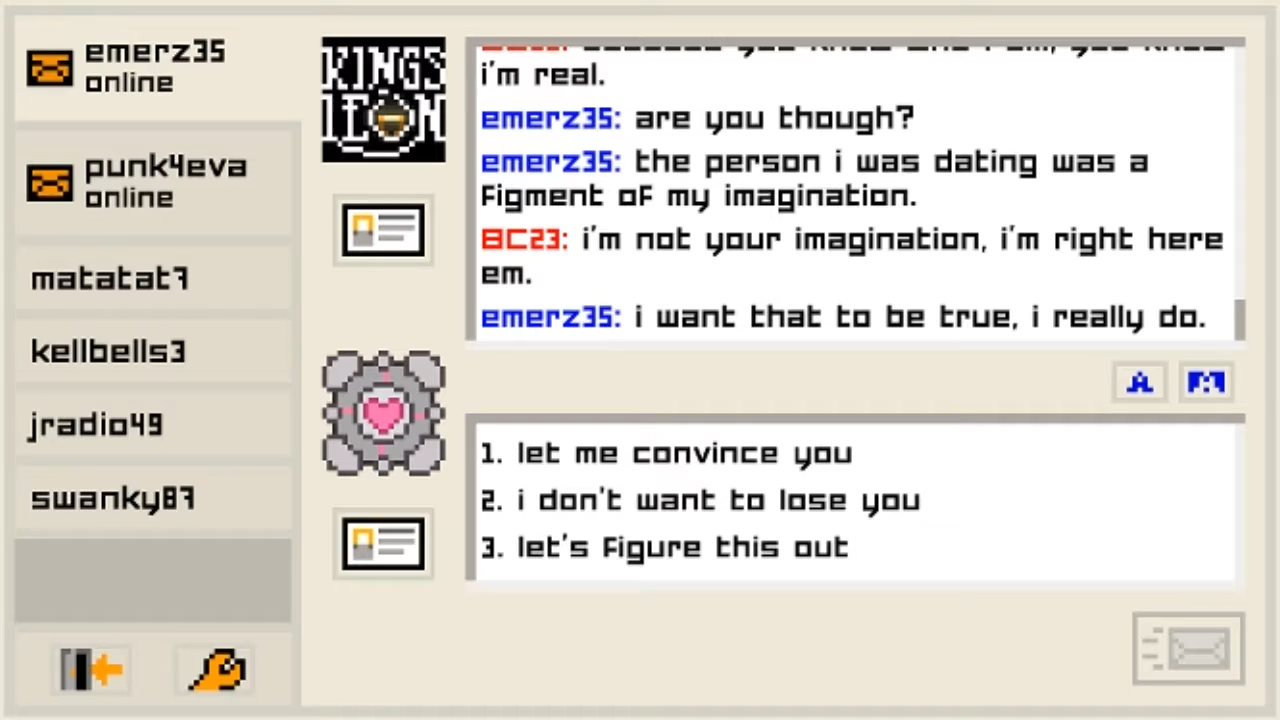 emerz35
online
punk4eva
online
matatat7
kellbells3
jradio49
swanky87
KINGS
LEON
i'm real.
emerz35: are you though?
emerz35: the person i was dating was a
figment of my imagination.
BC23: i'm not your imagination, i'm right here
em.
emerz35: i want that to be true, i really do.
A
A
1. let me convince you
2. i don't want to lose you
3. let's figure this out